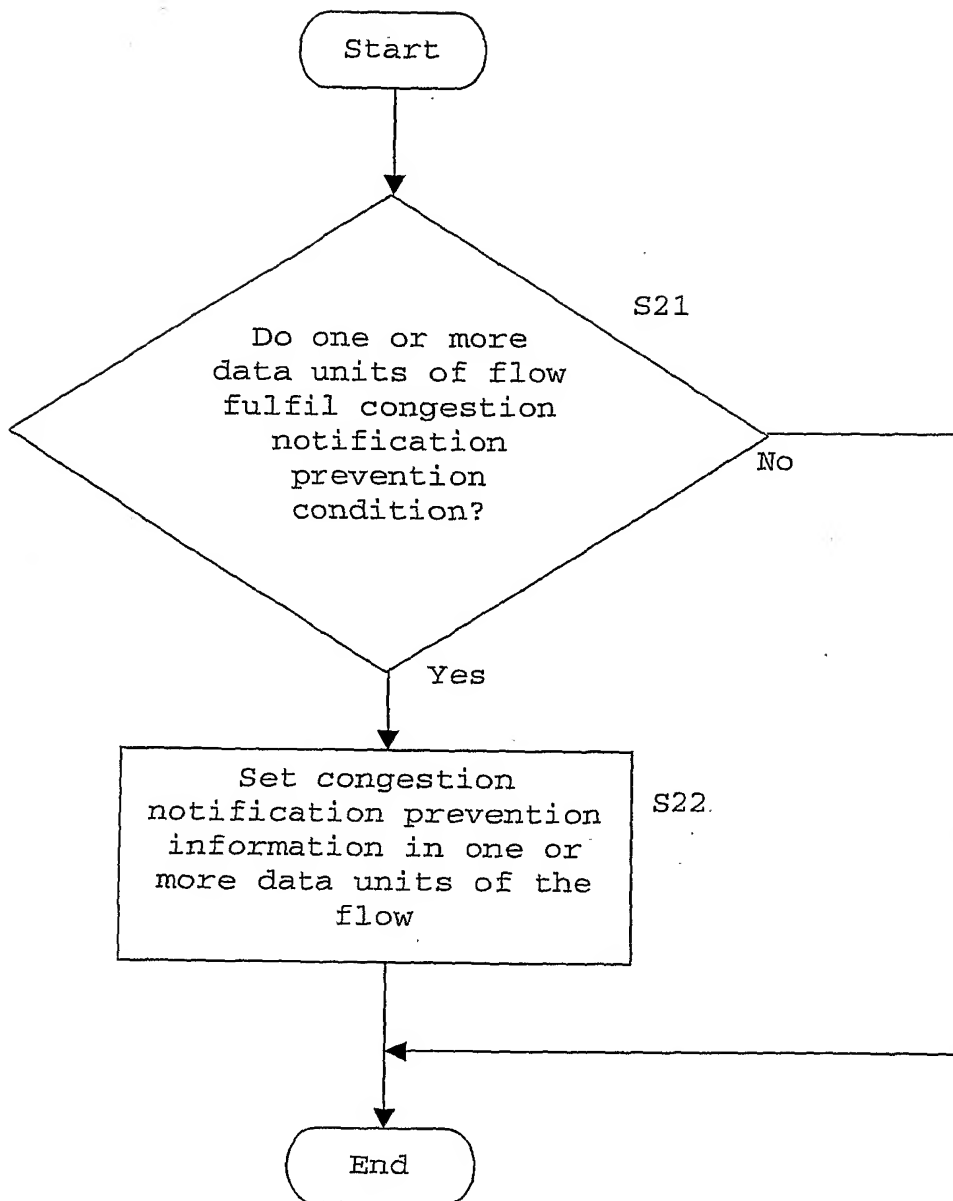 Start
S21
Do one or more
data units of flow
fulfil congestion
notification
prevention
condition?
No
Yes
Set congestion
notification prevention
information in one or
more data units of the
flow
S22
End